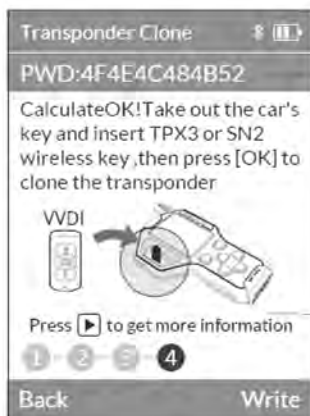 Transponder Clone
PWD:4F4E4C484B52
CalculateOK!Take out the car's
key and insert TPX3 or SN2
wireless key ,then press [OK] to
clone the transponder
VVDI
Press ▶ to get more information
1 2 3 4
Back Write